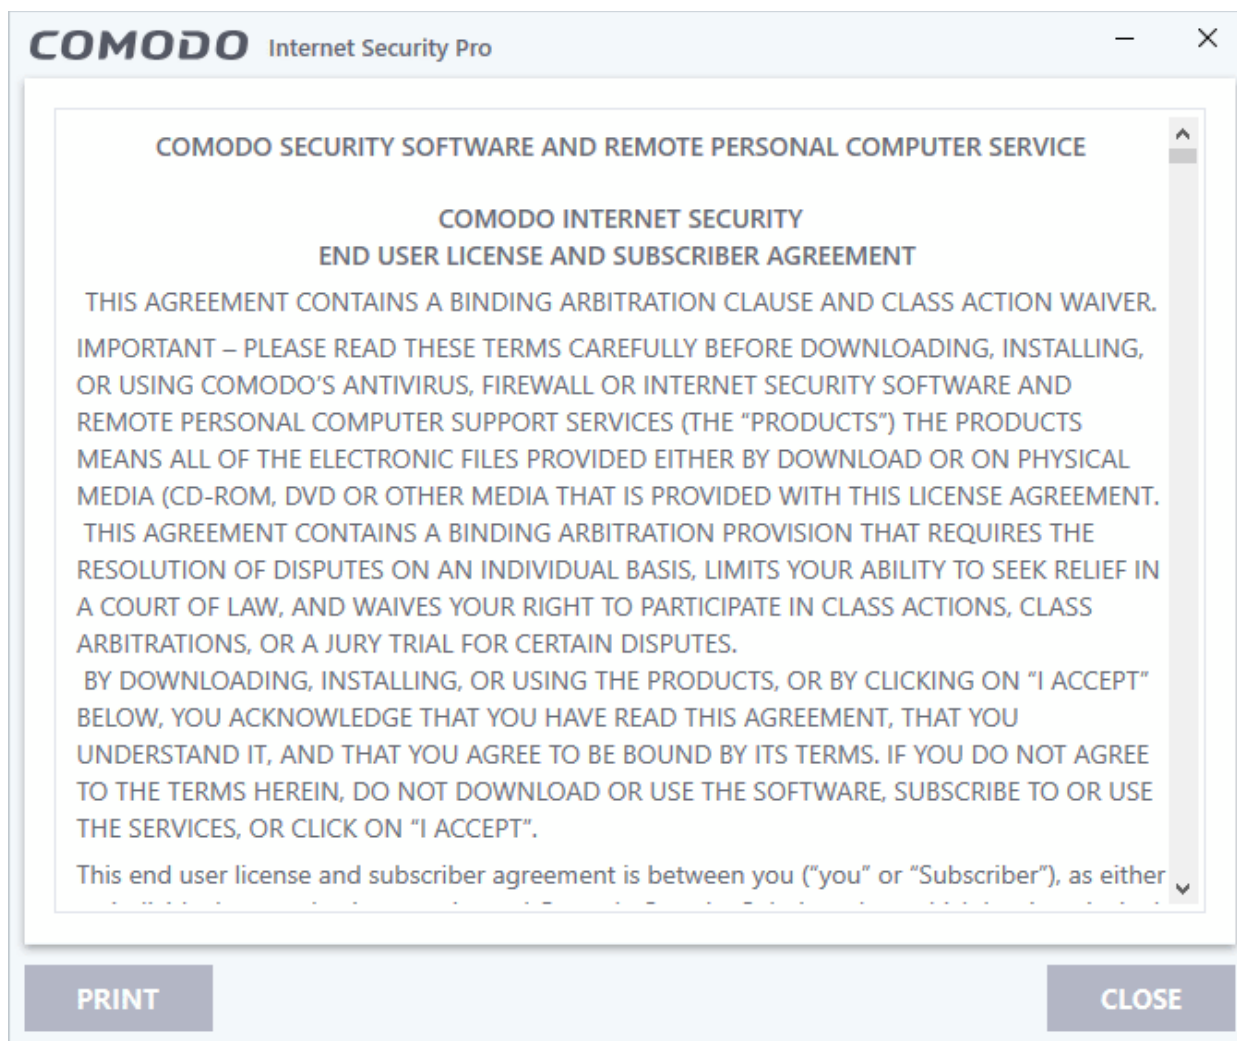 COMODO Internet Security Pro
COMODO SECURITY SOFTWARE AND REMOTE PERSONAL COMPUTER SERVICE
COMODO INTERNET SECURITY
END USER LICENSE AND SUBSCRIBER AGREEMENT
THIS AGREEMENT CONTAINS A BINDING ARBITRATION CLAUSE AND CLASS ACTION WAIVER.
IMPORTANT – PLEASE READ THESE TERMS CAREFULLY BEFORE DOWNLOADING, INSTALLING,
OR USING COMODO’S ANTIVIRUS, FIREWALL OR INTERNET SECURITY SOFTWARE AND
REMOTE PERSONAL COMPUTER SUPPORT SERVICES (THE “PRODUCTS”) THE PRODUCTS
MEANS ALL OF THE ELECTRONIC FILES PROVIDED EITHER BY DOWNLOAD OR ON PHYSICAL
MEDIA (CD-ROM, DVD OR OTHER MEDIA THAT IS PROVIDED WITH THIS LICENSE AGREEMENT.
THIS AGREEMENT CONTAINS A BINDING ARBITRATION PROVISION THAT REQUIRES THE
RESOLUTION OF DISPUTES ON AN INDIVIDUAL BASIS, LIMITS YOUR ABILITY TO SEEK RELIEF IN
A COURT OF LAW, AND WAIVES YOUR RIGHT TO PARTICIPATE IN CLASS ACTIONS, CLASS
ARBITRATIONS, OR A JURY TRIAL FOR CERTAIN DISPUTES.
BY DOWNLOADING, INSTALLING, OR USING THE PRODUCTS, OR BY CLICKING ON “I ACCEPT”
BELOW, YOU ACKNOWLEDGE THAT YOU HAVE READ THIS AGREEMENT, THAT YOU
UNDERSTAND IT, AND THAT YOU AGREE TO BE BOUND BY ITS TERMS. IF YOU DO NOT AGREE
TO THE TERMS HEREIN, DO NOT DOWNLOAD OR USE THE SOFTWARE, SUBSCRIBE TO OR USE
THE SERVICES, OR CLICK ON “I ACCEPT”.
This end user license and subscriber agreement is between you (“you” or “Subscriber”), as either
PRINT
CLOSE